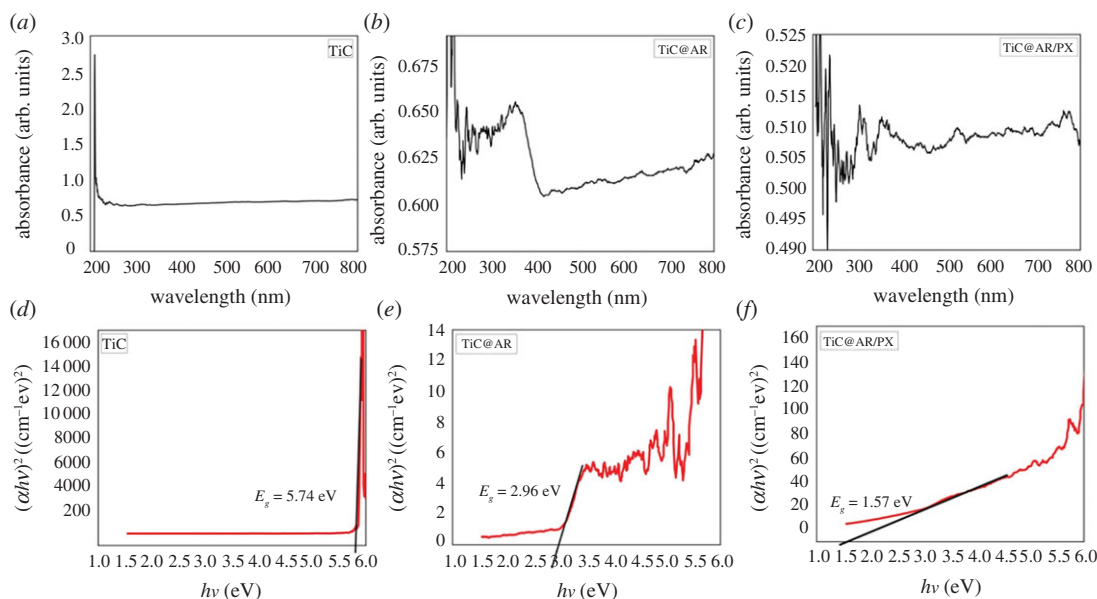 (a)
TiC
absorbance (arb. units)
3.0
2.5
2.0
1.5
1.0
0.5
0
200 300 400 500 600 700 800
wavelength (nm)
(b)
TiC@AR
absorbance (arb. units)
0.650
0.625
0.600
0.575
200 300 400 500 600 700 800
wavelength (nm)
(c)
TiC@AR/PX
absorbance (arb. units)
0.525
0.520
0.515
0.510
0.505
0.500
0.495
0.490
200 300 400 500 600 700 800
wavelength (nm)
(d)
TiC
(αhν)² ((cm⁻¹ev)²)
16 000
14 000
12 000
10 000
8000
6000
4000
200
E_g = 5.74 eV
1.0 1.5 2.0 2.5 3.0 3.5 4.0 4.5 5.0 5.5 6.0
hν (eV)
(e)
TiC@AR
(αhν)² ((cm⁻¹ev)²)
14
12
10
8
6
4
2
0
E_g = 2.96 eV
1.0 1.5 2.0 2.5 3.0 3.5 4.0 4.5 5.0 5.5 6.0
hν (eV)
(f)
TiC@AR/PX
(αhν)² ((cm⁻¹ev)²)
160
140
120
100
80
60
40
20
0
E_g = 1.57 eV
1.0 1.5 2.0 2.5 3.0 3.5 4.0 4.5 5.0 5.5 6.0
hν (eV)